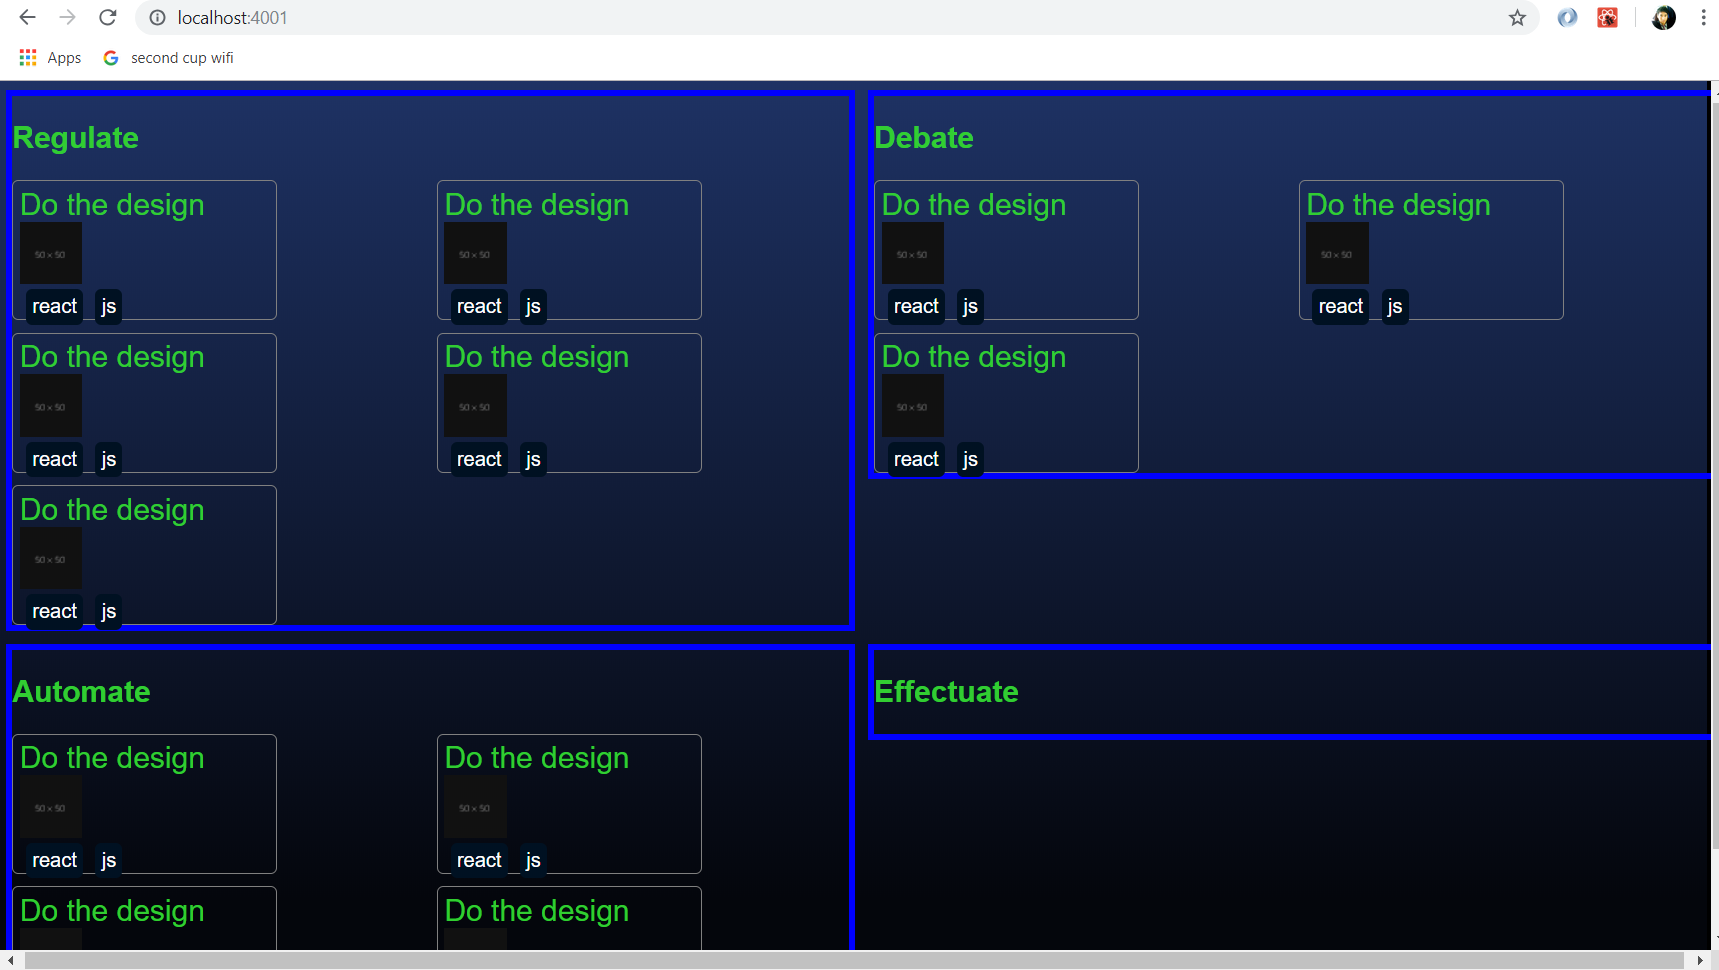 localhost:4001
Apps second cup wifi
Regulate
Do the design
50 × 50
react js
Do the design
50 × 50
react js
Do the design
50 × 50
react js
Do the design
50 × 50
react js
Do the design
50 × 50
react js
Debate
Do the design
50 × 50
react js
Do the design
50 × 50
react js
Do the design
50 × 50
react js
Automate
Do the design
50 × 50
react js
Do the design
50 × 50
react js
Do the design
Do the design
Effectuate